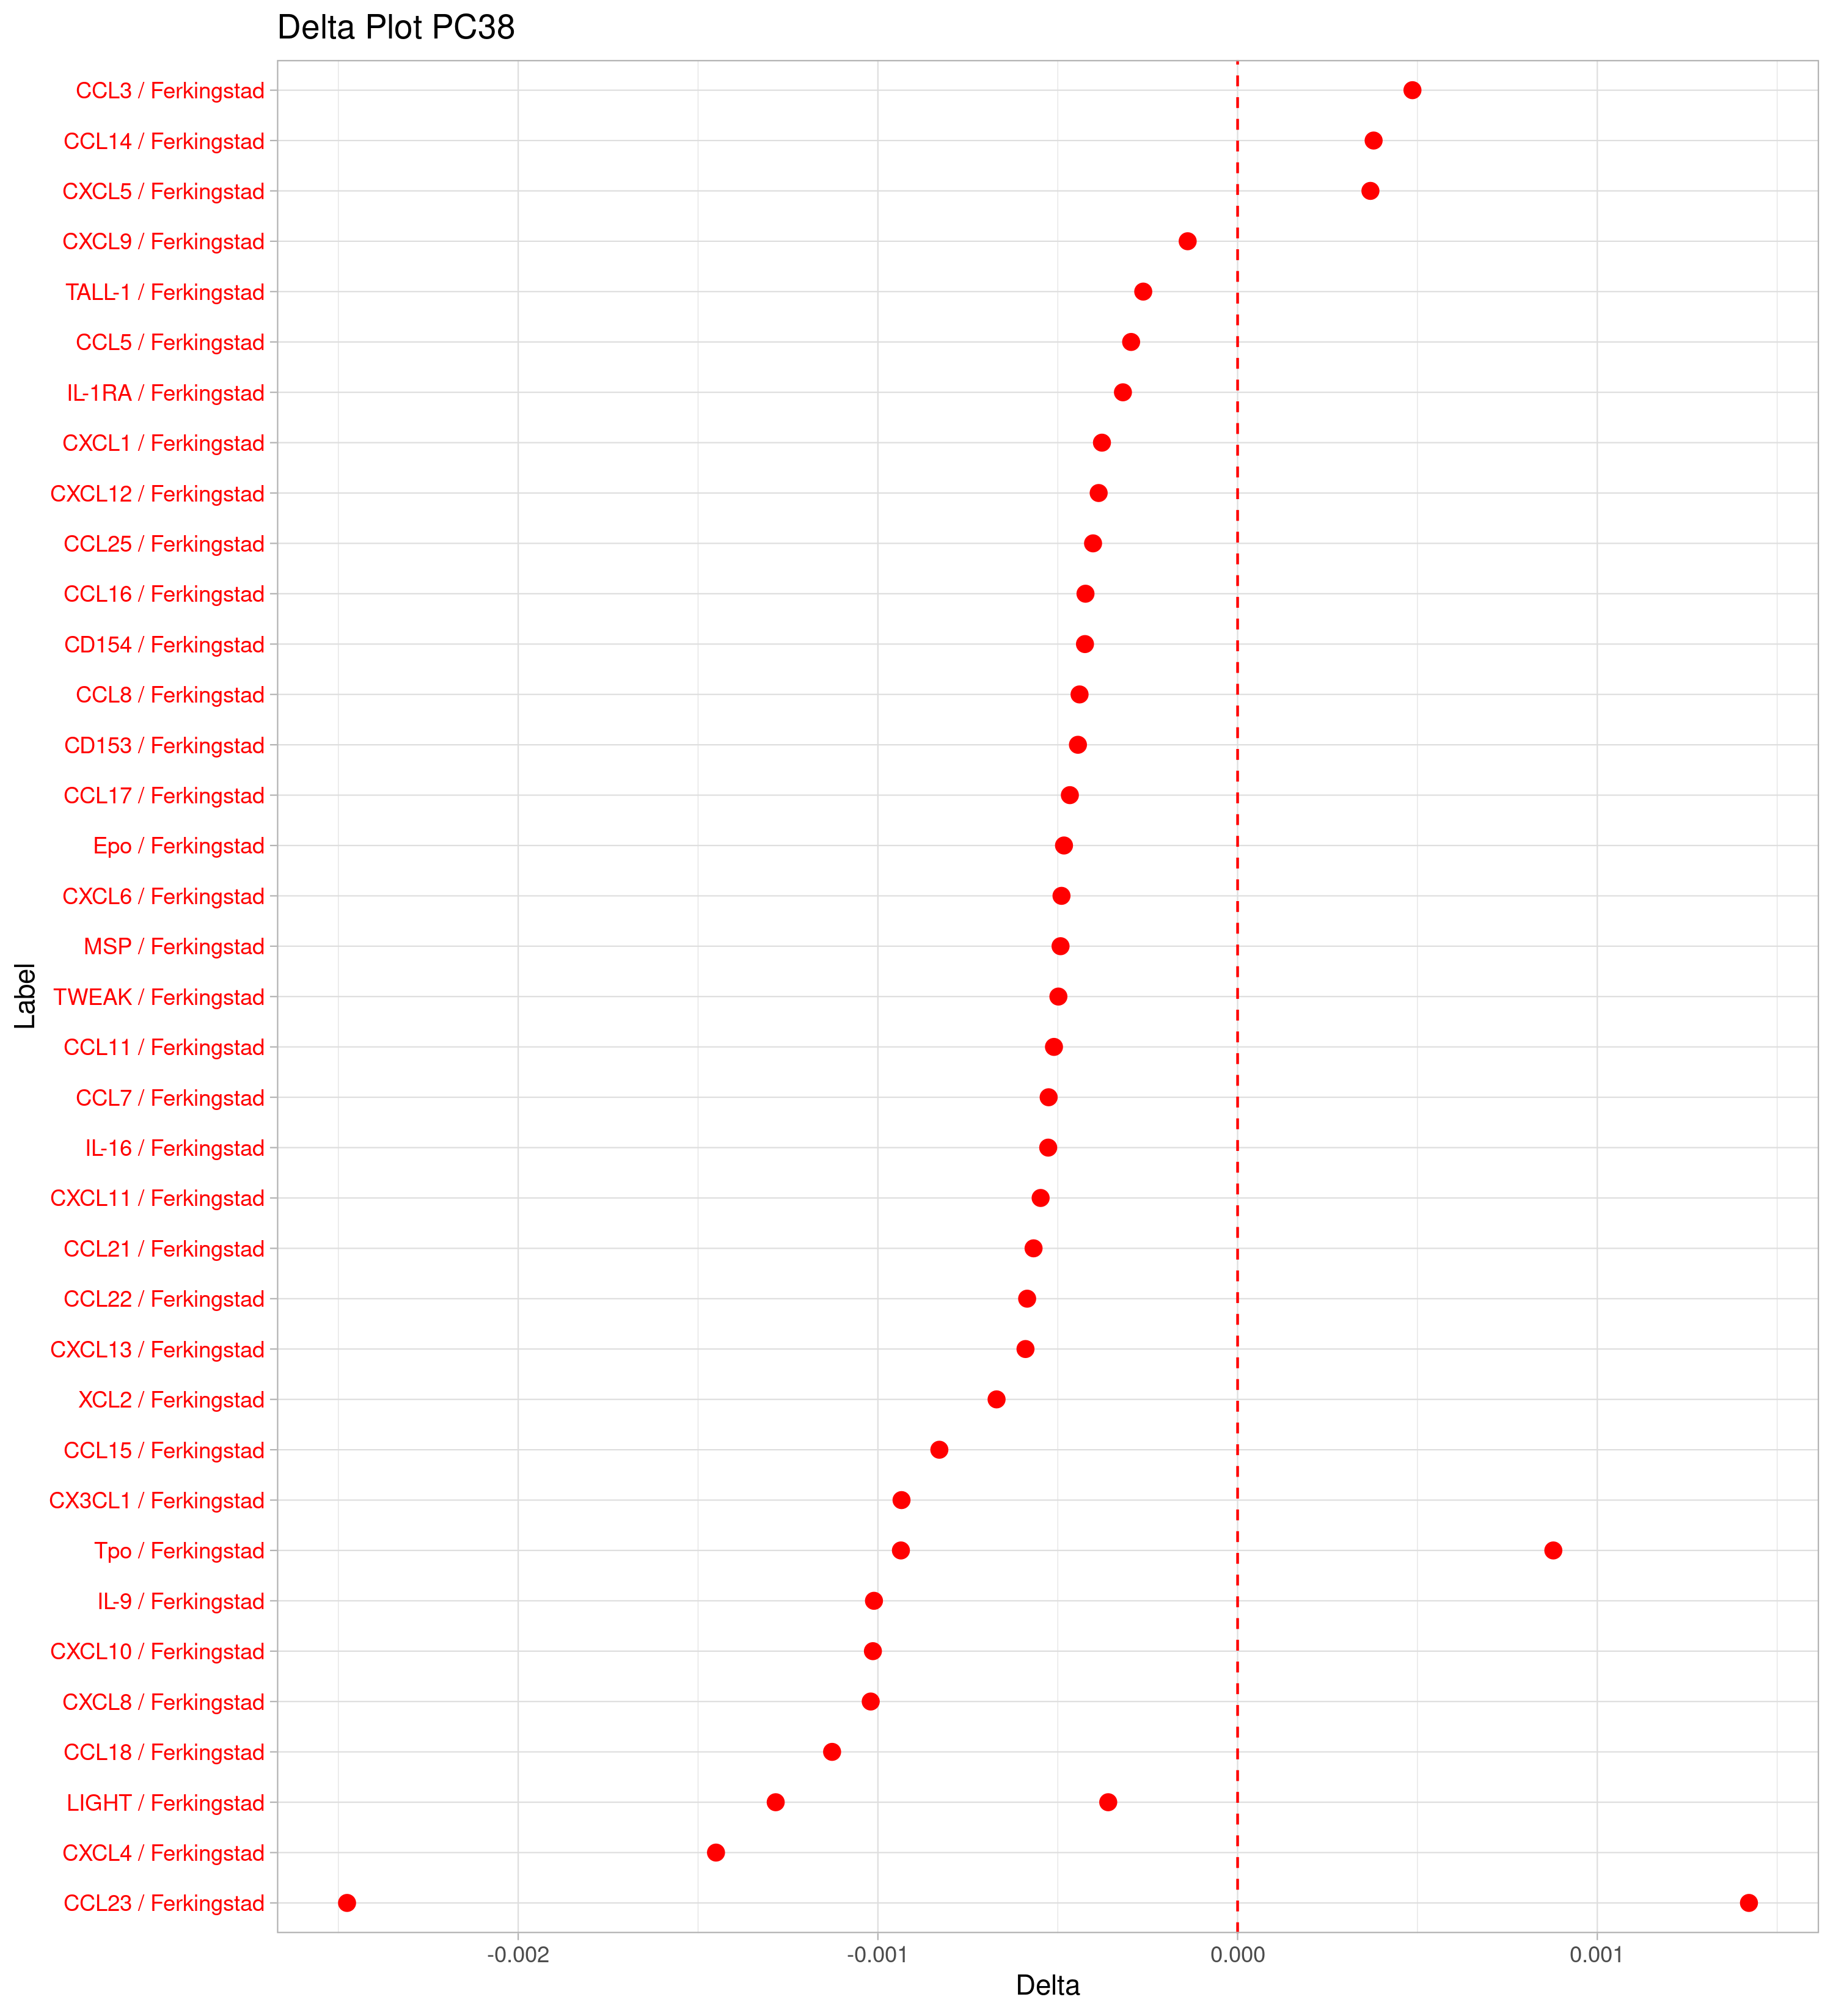 Delta Plot PC38
CCL3 / Ferkingstad
CCL14 / Ferkingstad
CXCL5 / Ferkingstad
CXCL9 / Ferkingstad
TALL-1 / Ferkingstad
CCL5 / Ferkingstad
IL-1RA / Ferkingstad
CXCL1 / Ferkingstad
CXCL12 / Ferkingstad
CCL25 / Ferkingstad
CCL16 / Ferkingstad
CD154 / Ferkingstad
CCL8 / Ferkingstad
CD153 / Ferkingstad
CCL17 / Ferkingstad
Epo / Ferkingstad
CXCL6 / Ferkingstad
MSP / Ferkingstad
TWEAK / Ferkingstad
CCL11 / Ferkingstad
CCL7 / Ferkingstad
IL-16 / Ferkingstad
CXCL11 / Ferkingstad
CCL21 / Ferkingstad
CCL22 / Ferkingstad
CXCL13 / Ferkingstad
XCL2 / Ferkingstad
CCL15 / Ferkingstad
CX3CL1 / Ferkingstad
Tpo / Ferkingstad
IL-9 / Ferkingstad
CXCL10 / Ferkingstad
CXCL8 / Ferkingstad
CCL18 / Ferkingstad
LIGHT / Ferkingstad
CXCL4 / Ferkingstad
CCL23 / Ferkingstad
Label
-0.002 -0.001 0.000 0.001
Delta